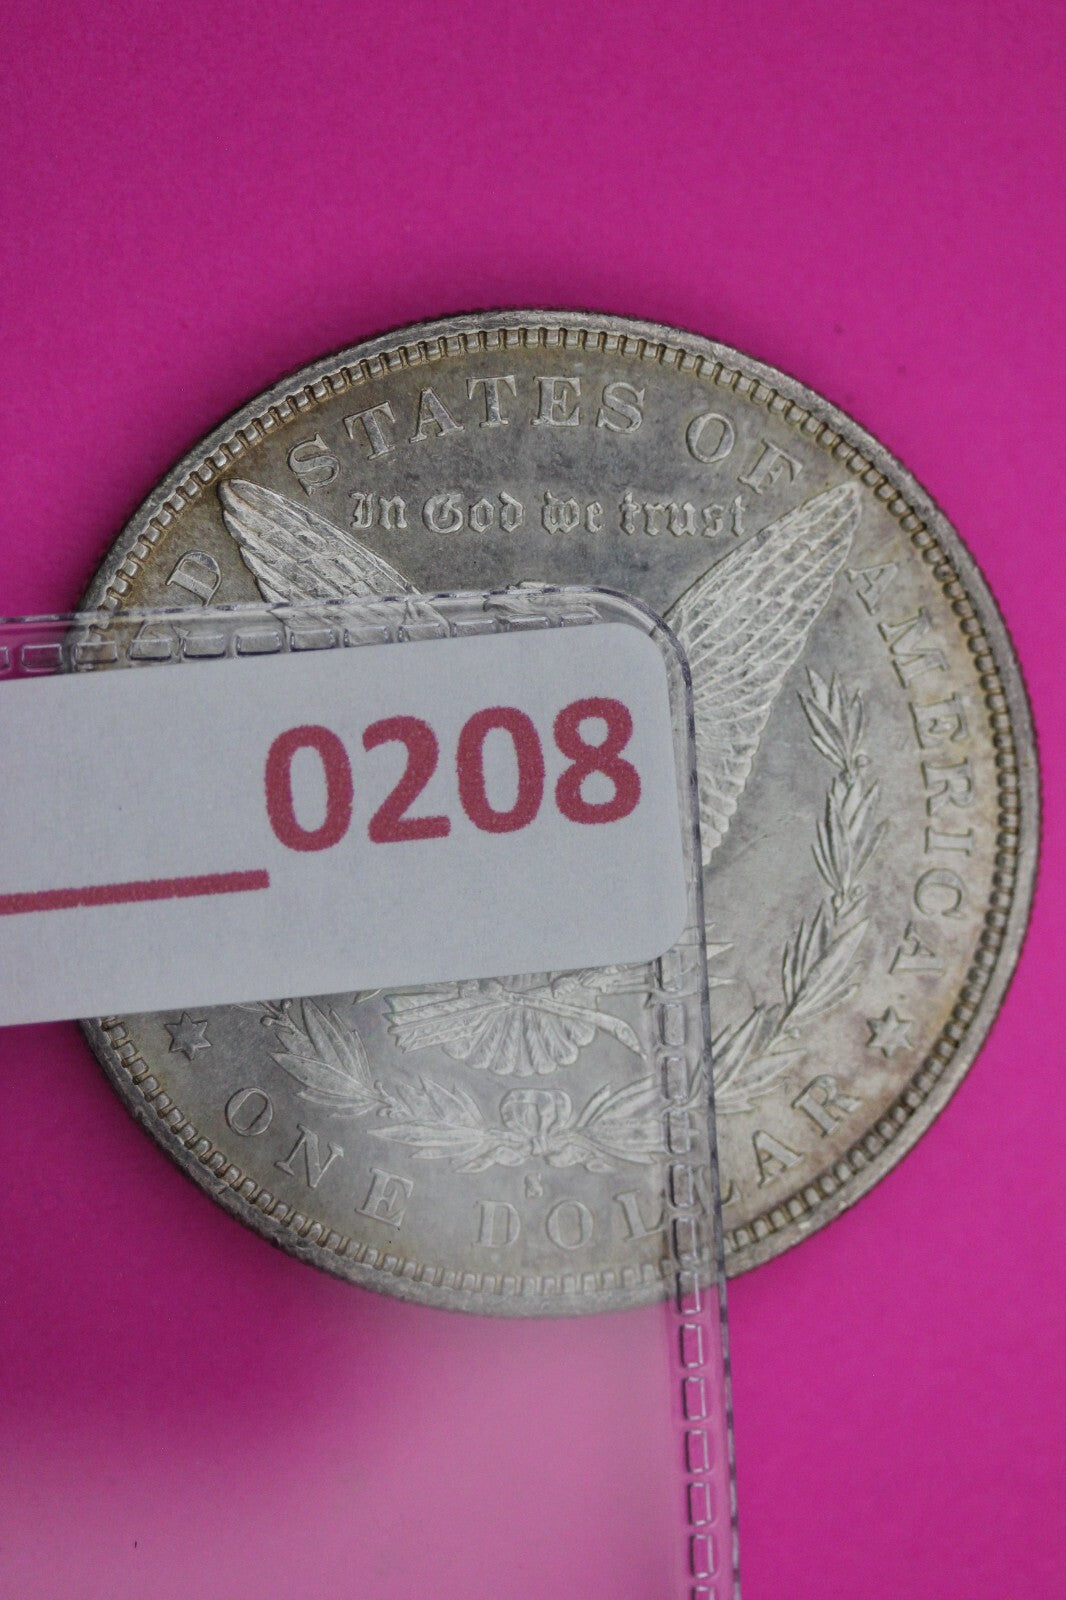 D STATES OF AMERICA
In God we trust
0208
S
ONE DOLLAR